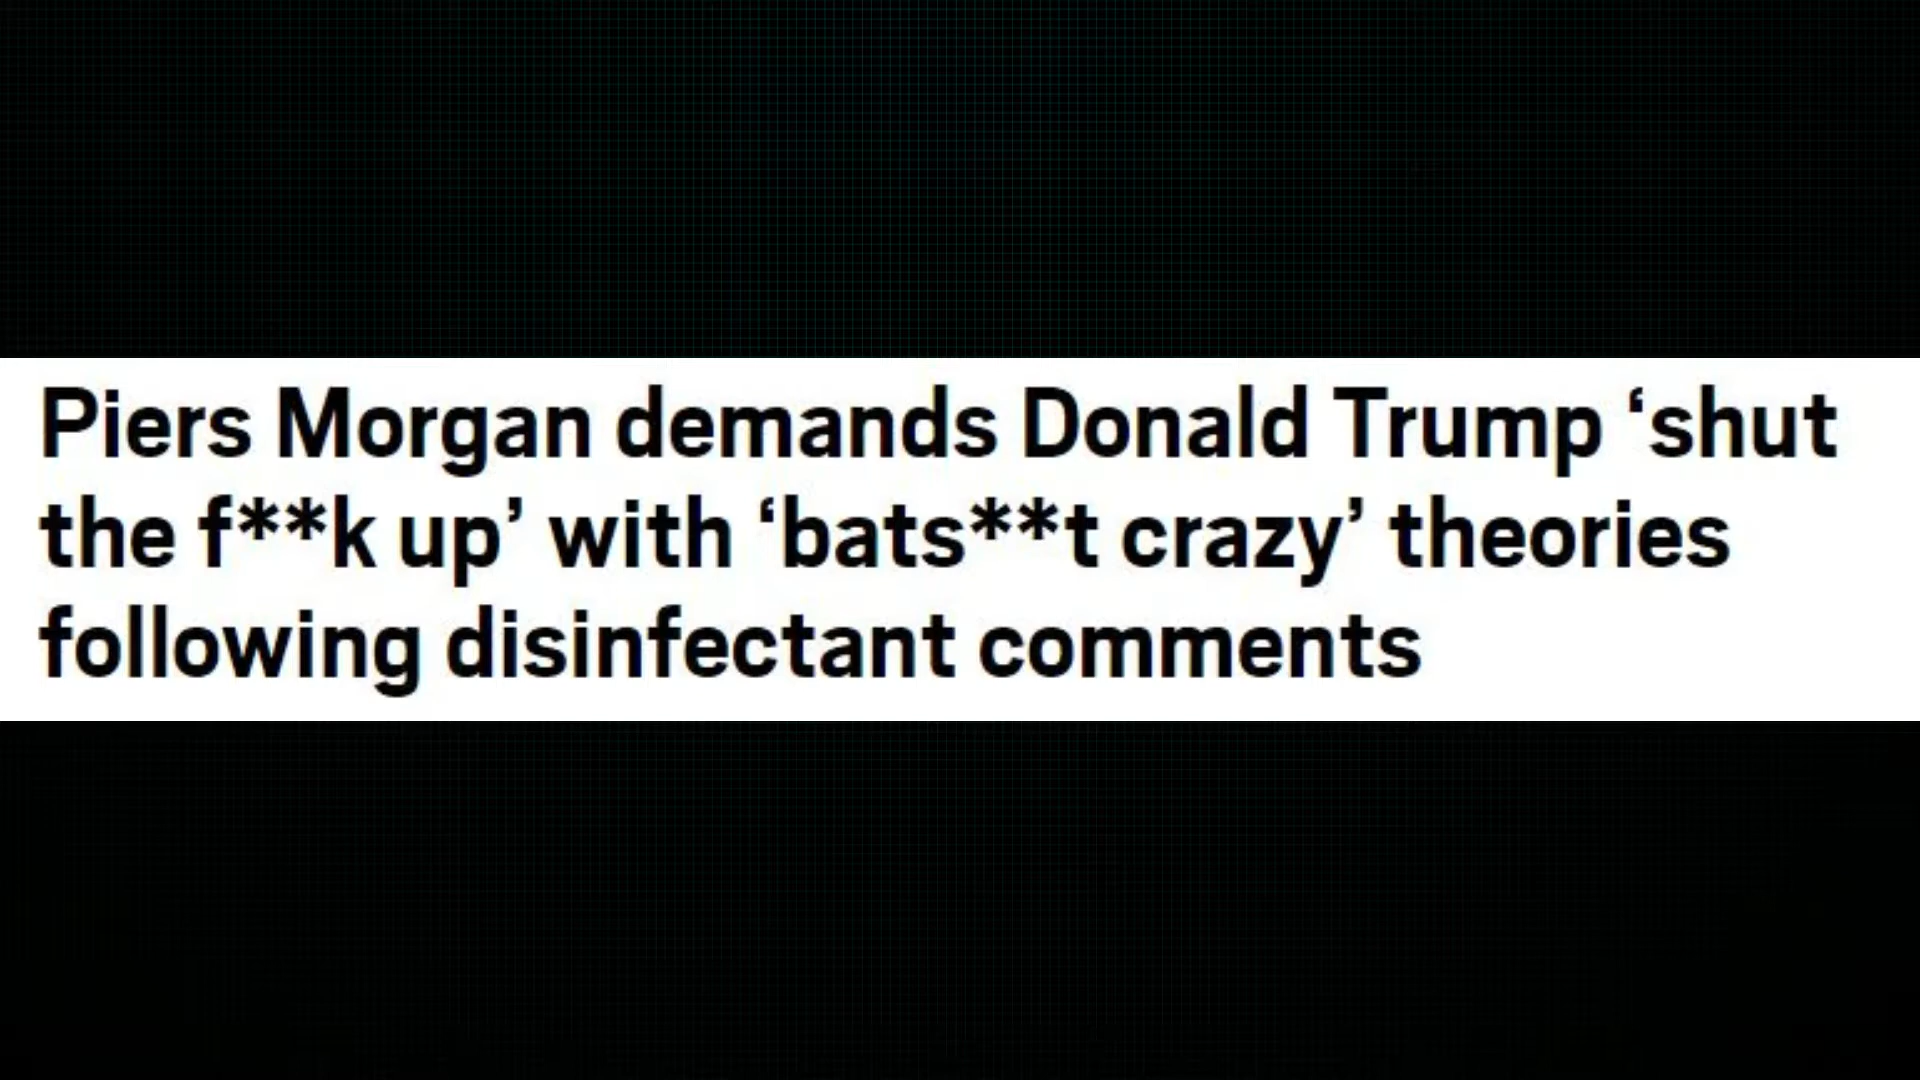 Piers Morgan demands Donald Trump ‘shut
the f**k up’ with ‘bats**t crazy’ theories
following disinfectant comments